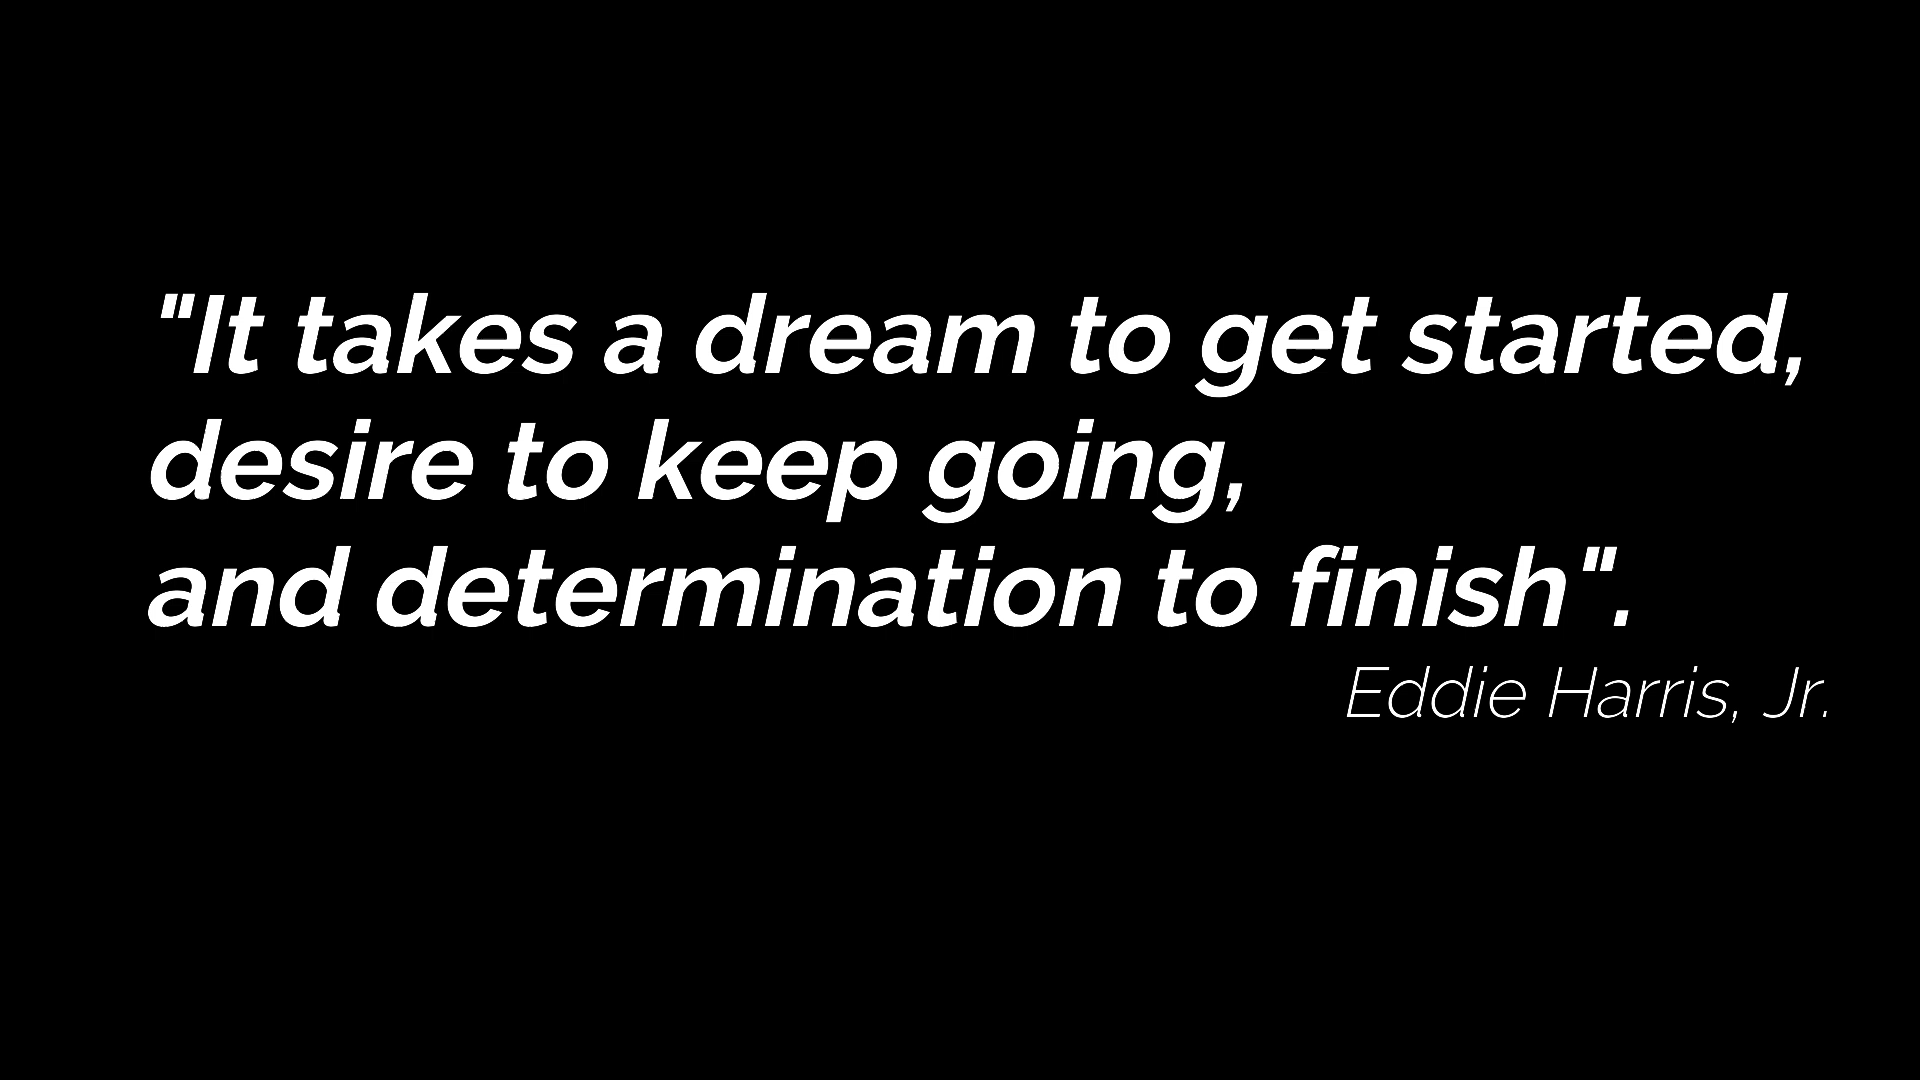 "It takes a dream to get started,
desire to keep going,
and determination to finish".
Eddie Harris, Jr.